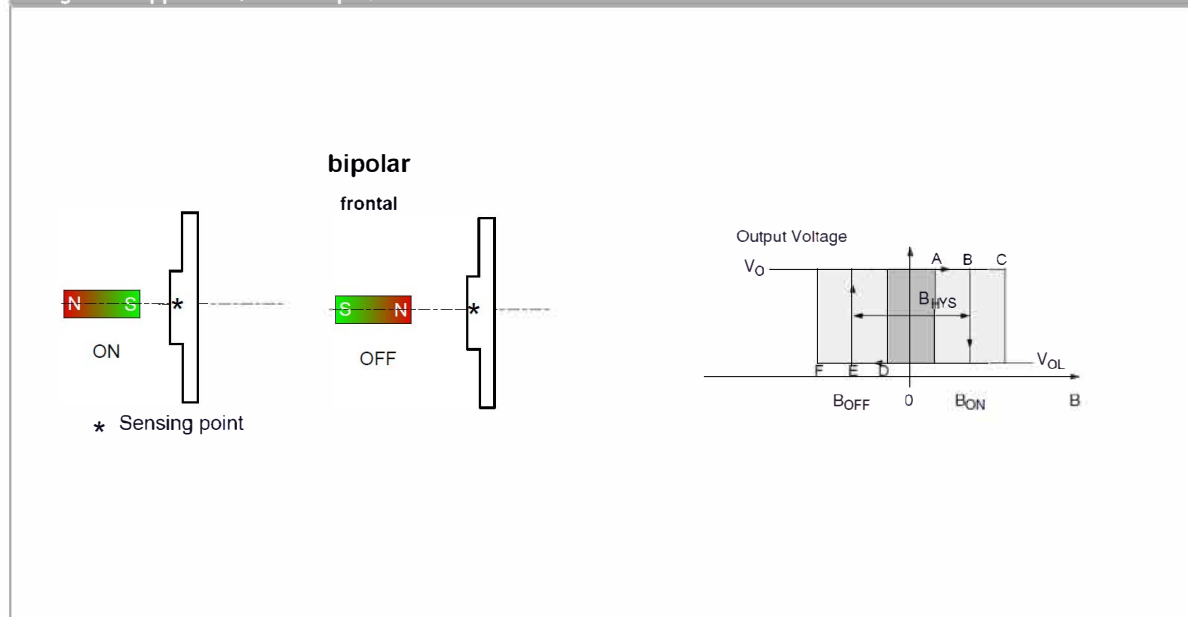 bipolar
frontal
N S
ON
* Sensing point
S N
OFF
Output Voltage
VO
A B C
BHYS
F E D
VOL
BOFF 0 BON B